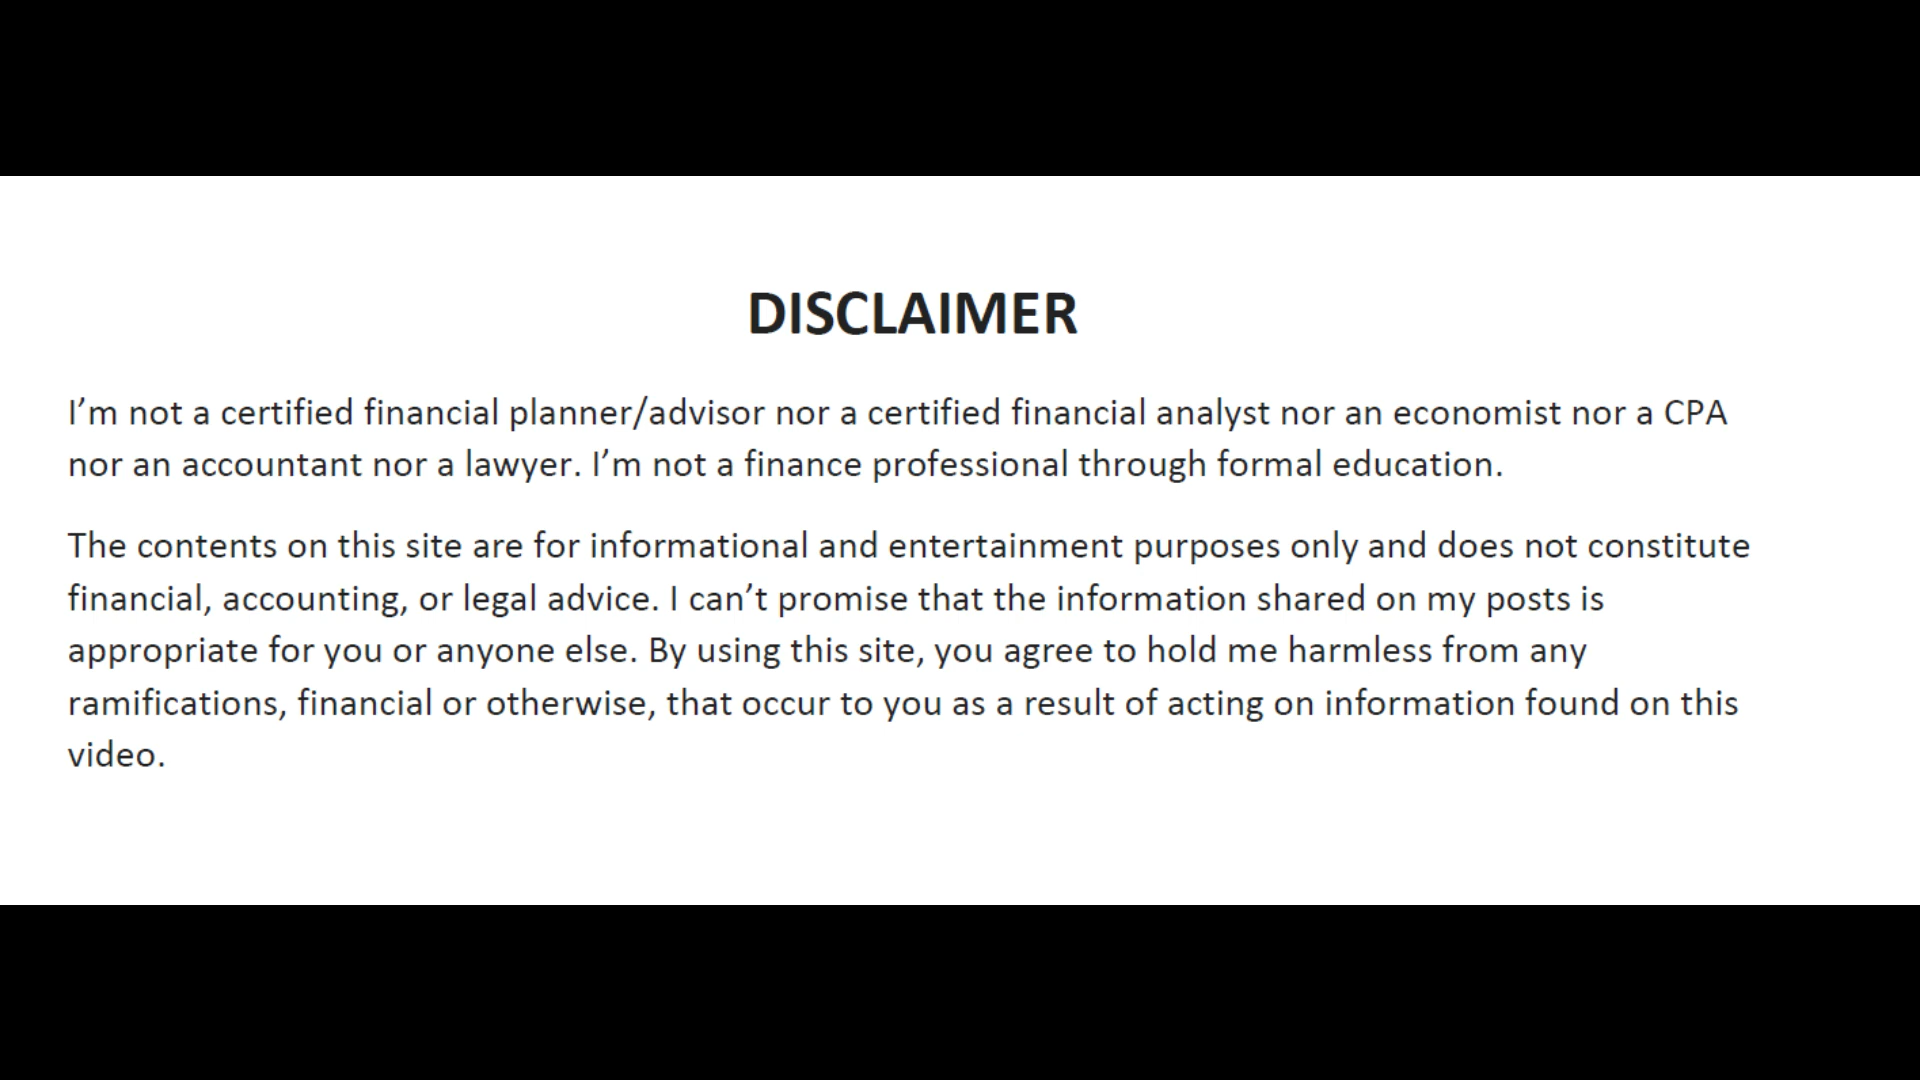 DISCLAIMER
I’m not a certified financial planner/advisor nor a certified financial analyst nor an economist nor a CPA
nor an accountant nor a lawyer. I’m not a finance professional through formal education.
The contents on this site are for informational and entertainment purposes only and does not constitute
financial, accounting, or legal advice. I can’t promise that the information shared on my posts is
appropriate for you or anyone else. By using this site, you agree to hold me harmless from any
ramifications, financial or otherwise, that occur to you as a result of acting on information found on this
video.